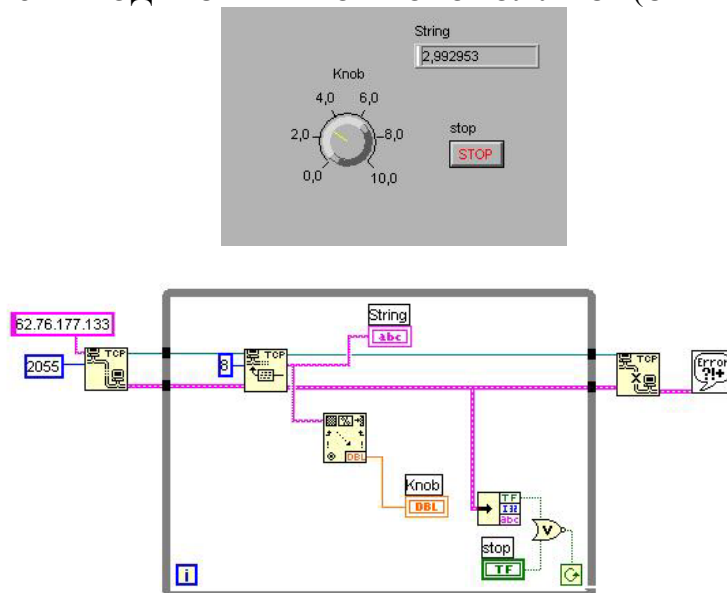 String
2,992953
Knob
4,0 6,0
2,0 8,0
0,0 10,0
stop
STOP
62.76.177.133
2055
TCP
8
TCP
String
abc
TCP
Error
?!+
%
DBL
Knob
DBL
TF
I32
abc
V
stop
TF
i